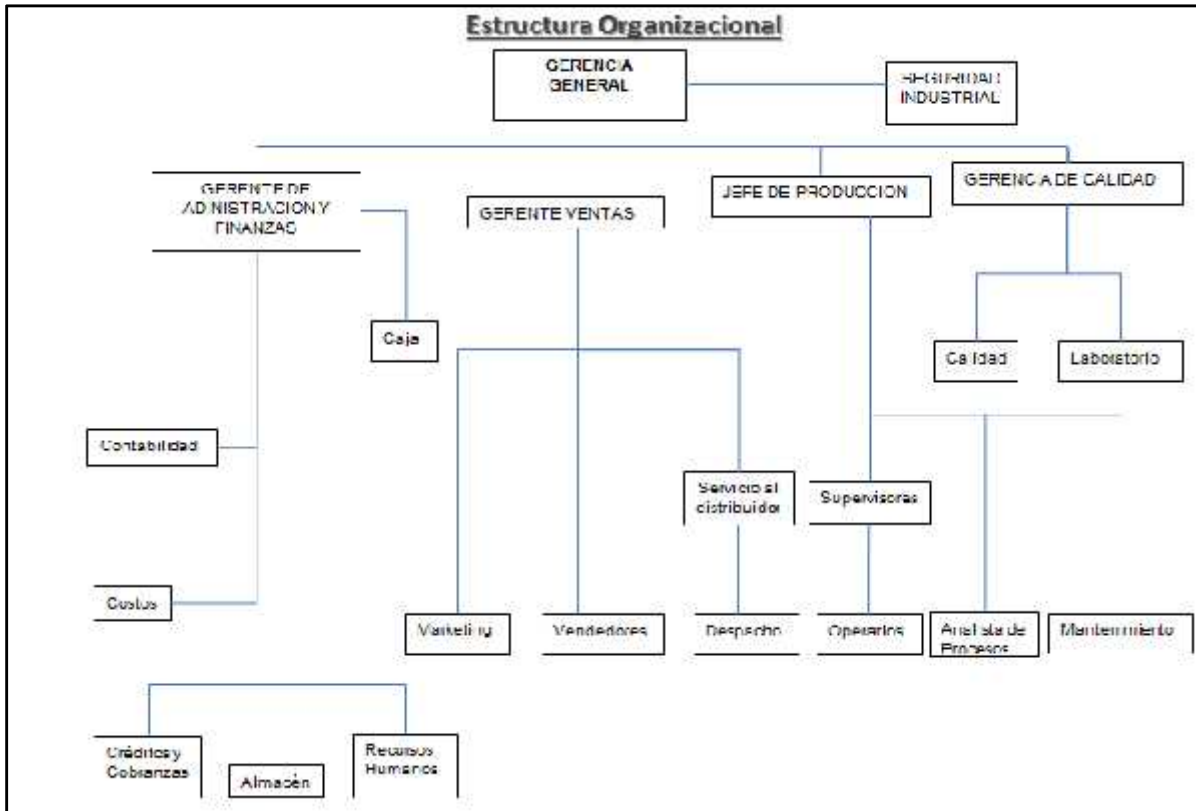 Estructura Organizacional
GERENCIA
GENERAL
SEGURIDAD
INDUSTRIAL
GERENTE DE
ADINISTRACION Y
FINANZAS
GERENTE VENTAS
JEFE DE PRODUCCION
GERENCIA DE CALIDAD
Caja
Calidad
Laboratorio
Contabilidad
Servicio al
distribuidor
Supervisoras
Costos
Marketing
Vendedores
Despacho
Operarios
Analista de
Procesos
Mantenimiento
Créditos y
Cobranzas
Almacén
Recursos
Humanos